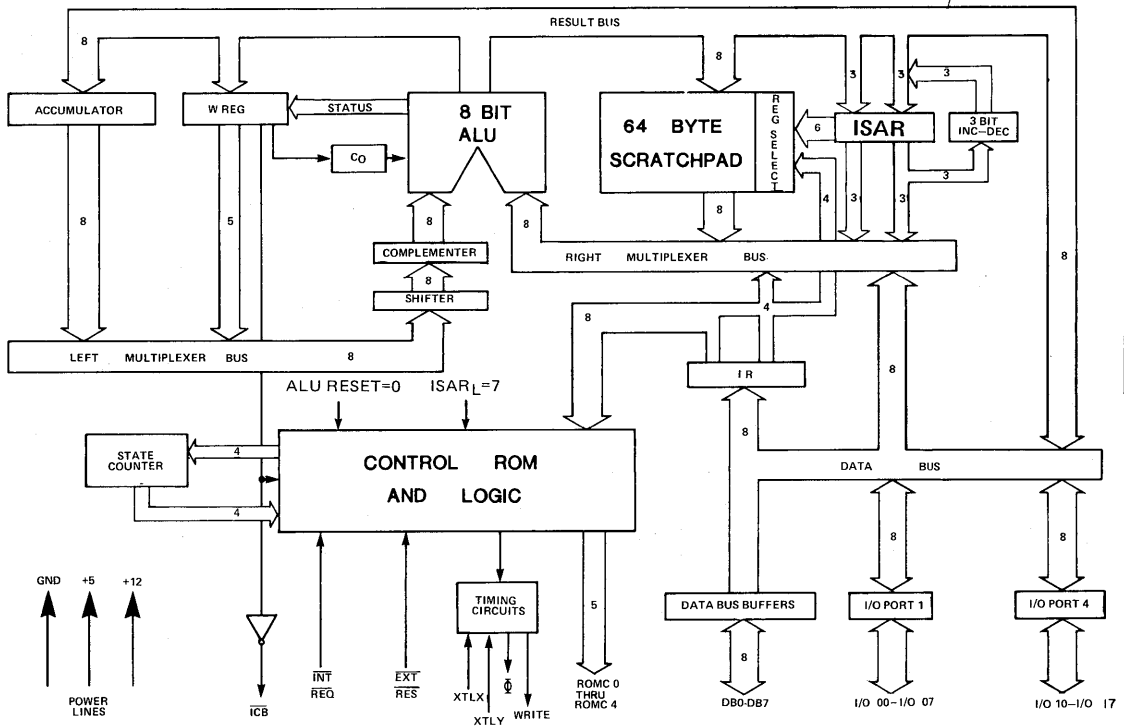 RESULT BUS
8
8
3
3
3
ACCUMULATOR
W REG
STATUS
8 BIT
ALU
64 BYTE
SCRATCHPAD
REG SELECT
6
ISAR
3 BIT
INC–DEC
CO
4
3
8
5
8
8
8
3
3
COMPLEMENTER
8
RIGHT MULTIPLEXER BUS
8
SHIFTER
8
4
LEFT MULTIPLEXER BUS 8
I R
8
ALU RESET=0
ISARL=7
STATE
COUNTER
4
4
CONTROL ROM
AND LOGIC
8
DATA BUS
8
8
GND
+5
+12
POWER
LINES
TIMING
CIRCUITS
5
DATA BUS BUFFERS
I/O PORT 1
I/O PORT 4
8
ICB
INT
REQ
EXT
RES
XTLX
XTLY
Φ
WRITE
ROMC 0
THRU
ROMC 4
DB0-DB7
I/O 00–I/O 07
I/O 10–I/O 17